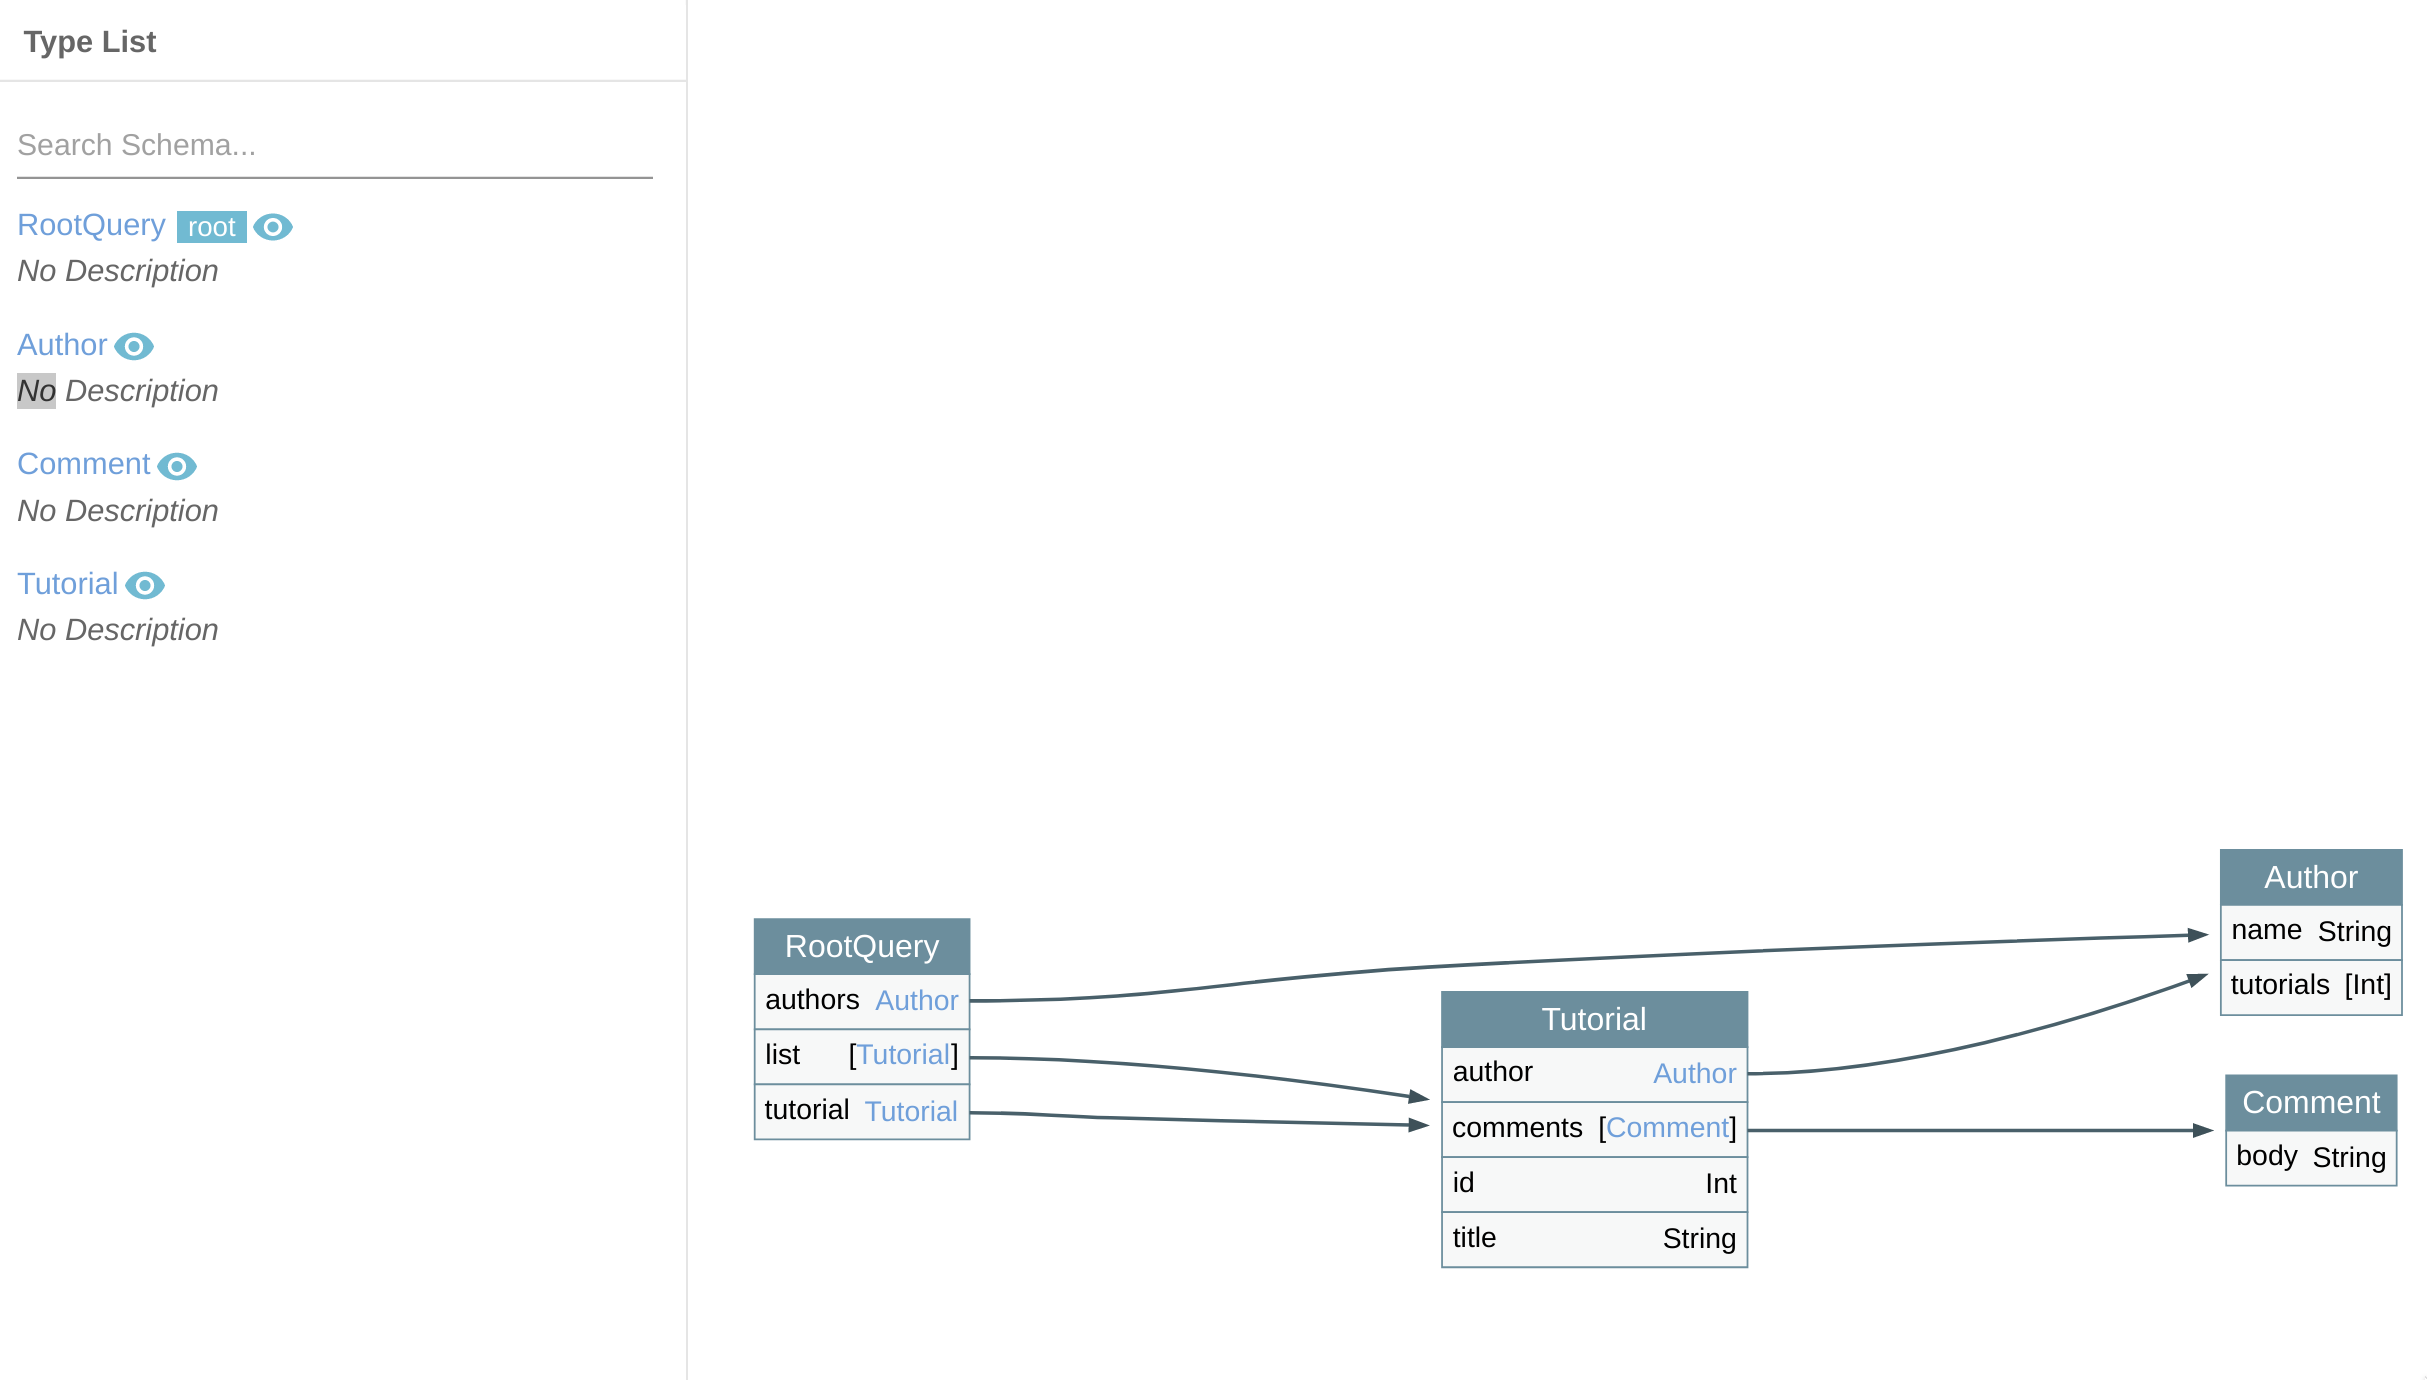 Type List
Search Schema...
RootQuery root
No Description
Author
No Description
Comment
No Description
Tutorial
No Description
RootQuery
authors Author
list [Tutorial]
tutorial Tutorial
Tutorial
author Author
comments [Comment]
id Int
title String
Author
name String
tutorials [Int]
Comment
body String